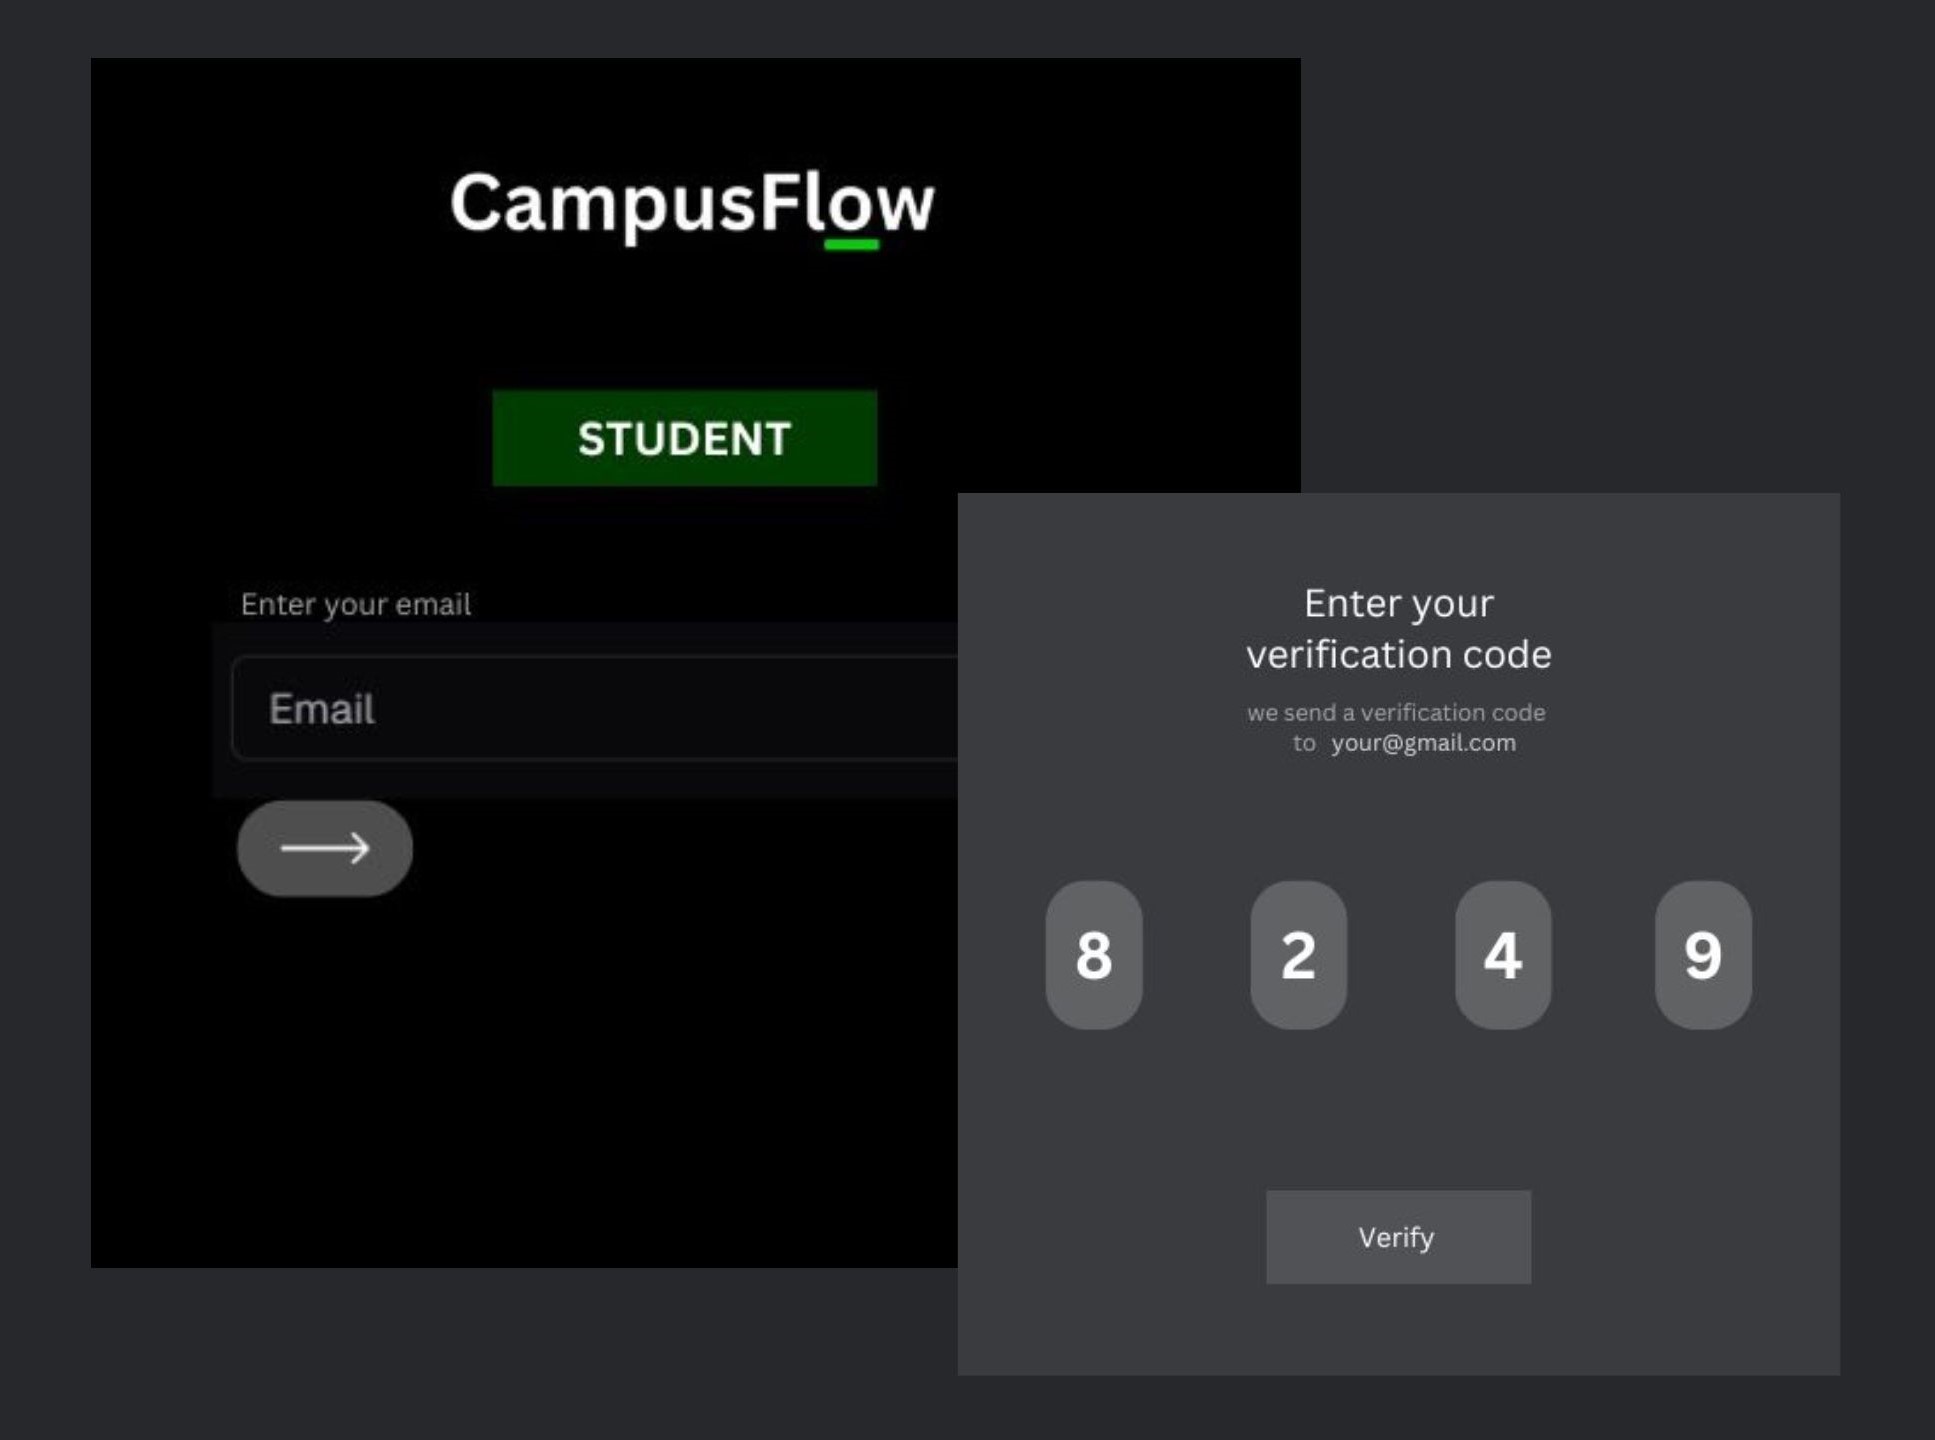 CampusFlow
STUDENT
Enter your email
Email
Enter your
verification code
we send a verification code
to your@gmail.com
8 2 4 9
Verify